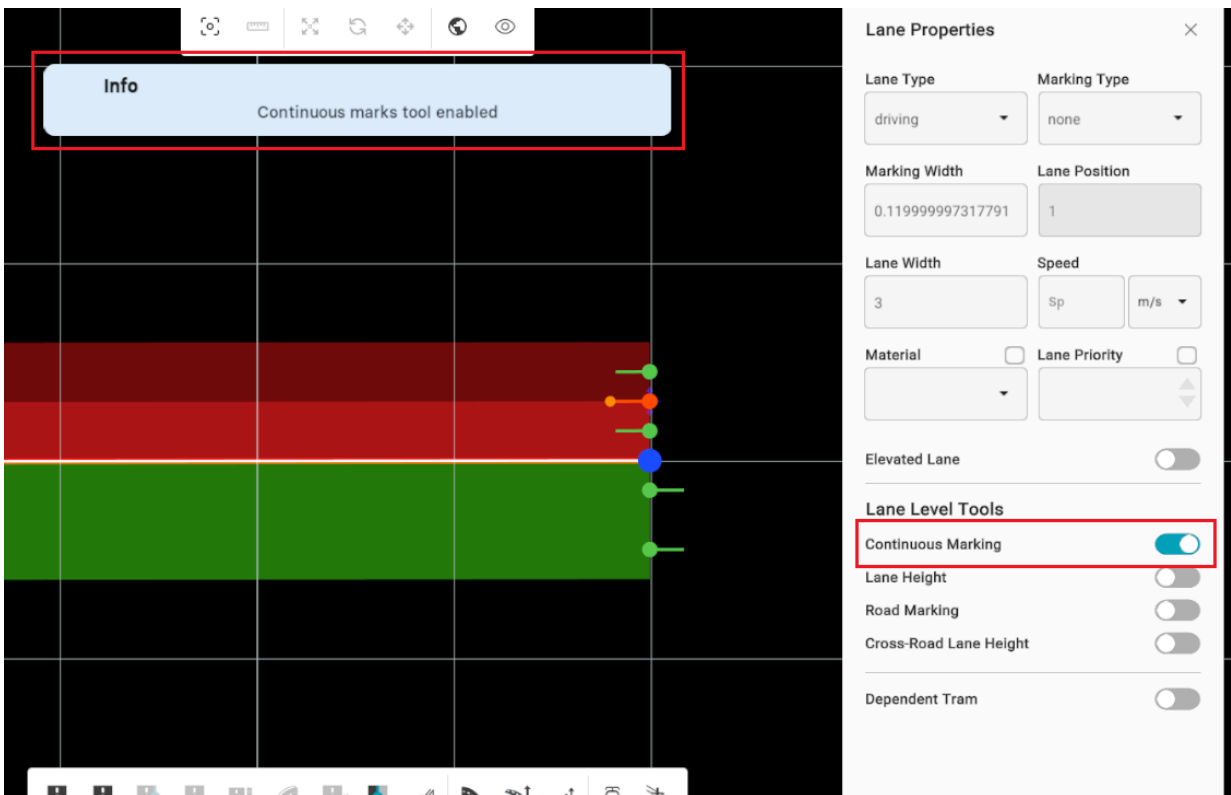 Info
Continuous marks tool enabled
Lane Properties
Lane Type Marking Type
driving none
Marking Width Lane Position
0.119999997317791 1
Lane Width Speed
3 Sp m/s
Material Lane Priority
Elevated Lane
Lane Level Tools
Continuous Marking
Lane Height
Road Marking
Cross-Road Lane Height
Dependent Tram